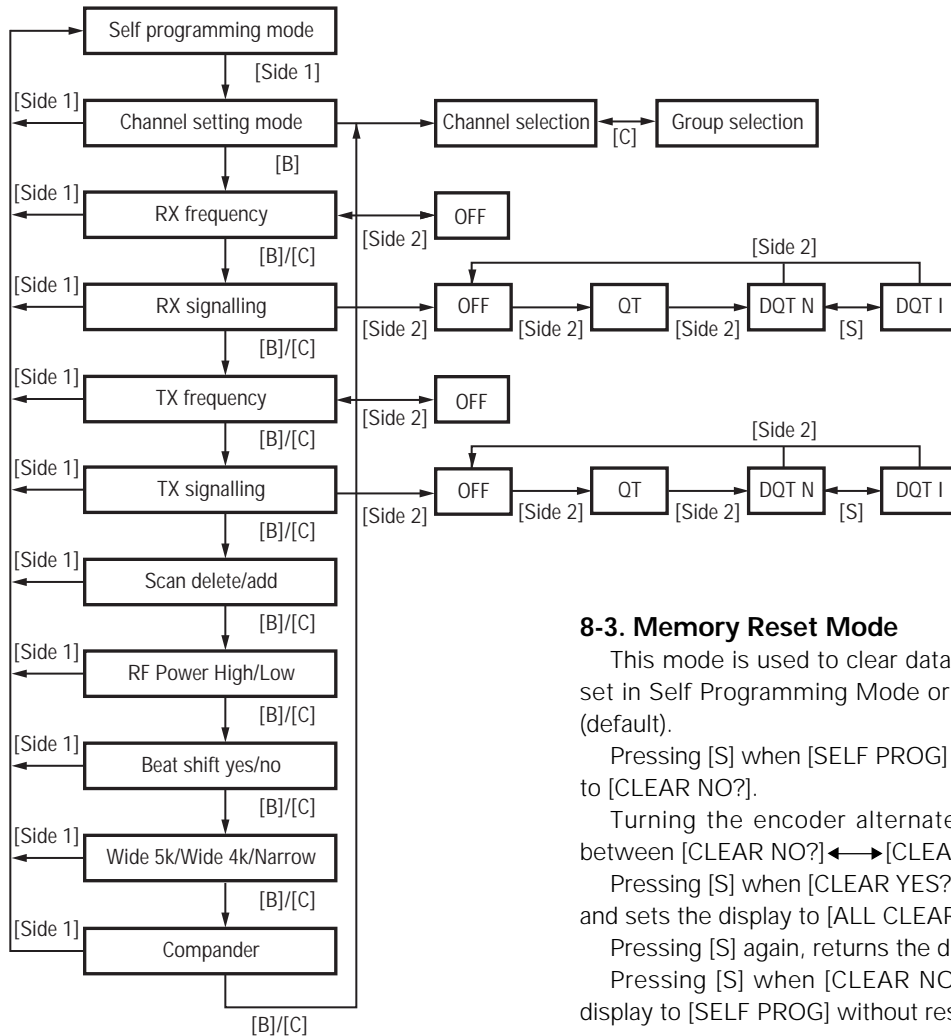 Self programming mode
[Side 1]
[Side 1]
Channel setting mode
Channel selection
[C]
Group selection
[B]
[Side 1]
RX frequency
[Side 2]
OFF
[B]/[C]
[Side 2]
[Side 1]
RX signalling
[Side 2]
OFF
[Side 2]
QT
[Side 2]
DQT N
[S]
DQT I
[B]/[C]
[Side 1]
TX frequency
[Side 2]
OFF
[B]/[C]
[Side 2]
[Side 1]
TX signalling
[Side 2]
OFF
[Side 2]
QT
[Side 2]
DQT N
[S]
DQT I
[B]/[C]
[Side 1]
Scan delete/add
[B]/[C]
[Side 1]
RF Power High/Low
[B]/[C]
[Side 1]
Beat shift yes/no
[B]/[C]
[Side 1]
Wide 5k/Wide 4k/Narrow
[B]/[C]
[Side 1]
Compander
[B]/[C]
8-3. Memory Reset Mode
This mode is used to clear data
set in Self Programming Mode or
(default).
Pressing [S] when [SELF PROG]
to [CLEAR NO?].
Turning the encoder alternate
between [CLEAR NO?]←→[CLEA
Pressing [S] when [CLEAR YES?
and sets the display to [ALL CLEAR
Pressing [S] again, returns the d
Pressing [S] when [CLEAR NO
display to [SELF PROG] without res